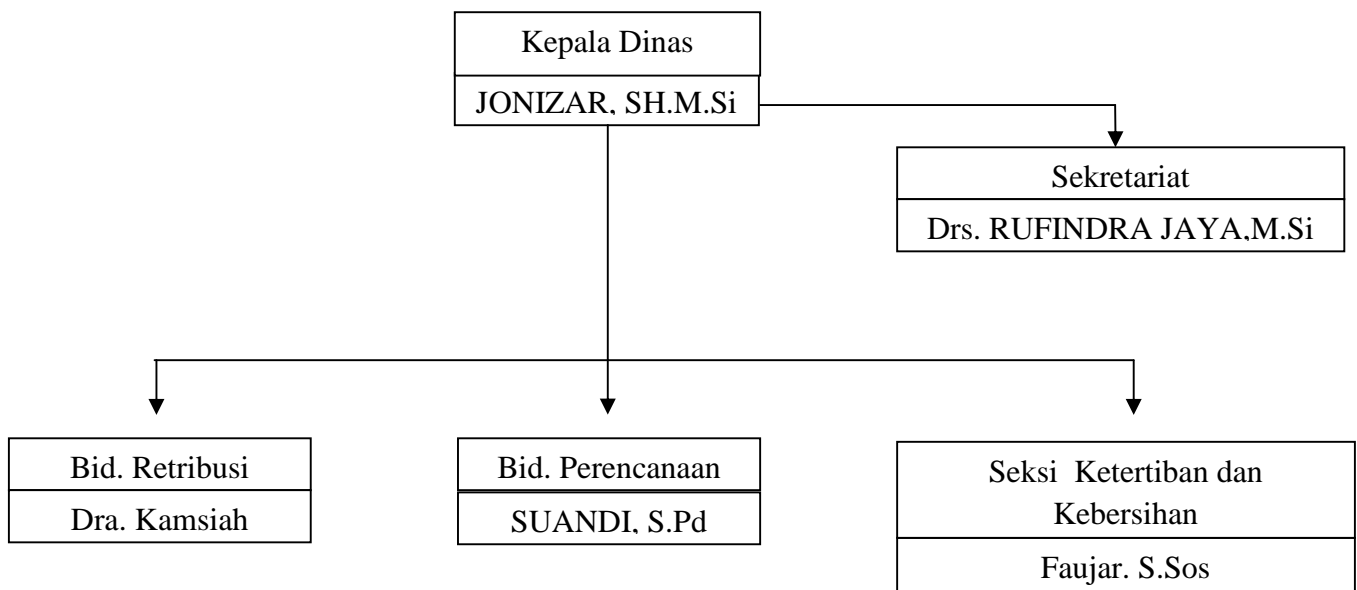 Kepala Dinas
JONIZAR, SH.M.Si
Sekretariat
Drs. RUFINDRA JAYA,M.Si
Bid. Retribusi
Dra. Kamsiah
Bid. Perencanaan
SUANDI, S.Pd
Seksi Ketertiban dan
Kebersihan
Faujar. S.Sos